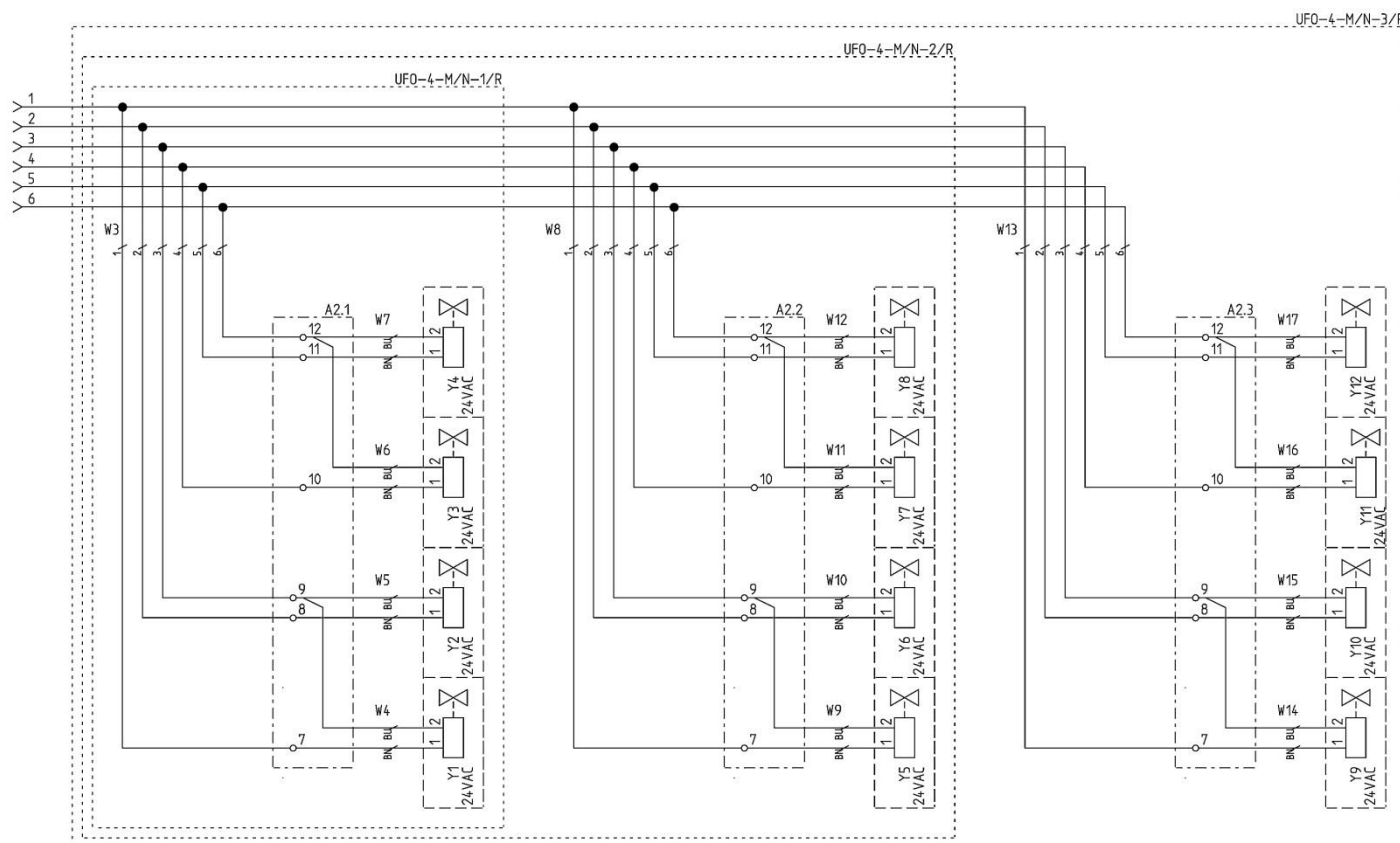 UFO-4-M/N-3/R
UFO-4-M/N-2/R
UFO-4-M/N-1/R
1
2
3
4
5
6
W3
1 2 3 4 5 6
W8
1 2 3 4 5 6
W13
1 2 3 4 5 6
A2.1
12
11
W7
BU
BN
2
1
Y4
24VAC
10
W6
BU
BN
2
1
Y3
24VAC
9
8
W5
BU
BN
2
1
Y2
24VAC
7
W4
BU
BN
2
1
Y1
24VAC
A2.2
12
11
W12
BU
BN
2
1
Y8
24VAC
10
W11
BU
BN
2
1
Y7
24VAC
9
8
W10
BU
BN
2
1
Y6
24VAC
7
W9
BU
BN
2
1
Y5
24VAC
A2.3
12
11
W17
BU
BN
2
1
Y12
24VAC
10
W16
BU
BN
2
1
Y11
24VAC
9
8
W15
BU
BN
2
1
Y10
24VAC
7
W14
BU
BN
2
1
Y9
24VAC